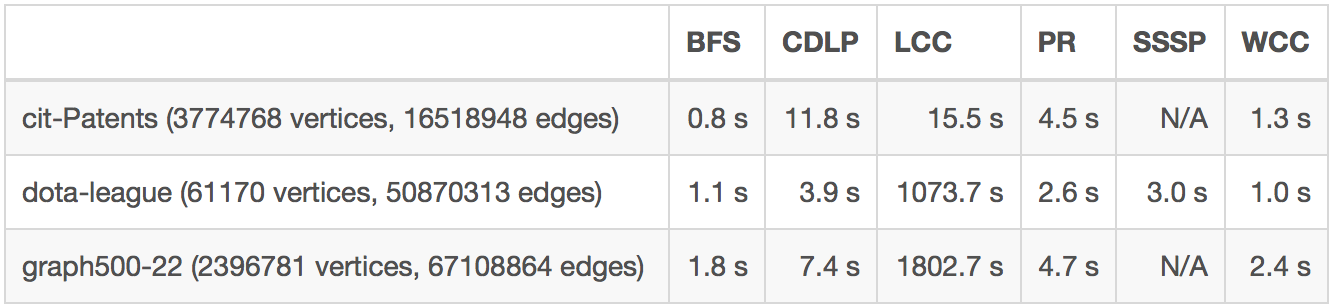 BFS CDLP LCC PR SSSP WCC
cit-Patents (3774768 vertices, 16518948 edges) 0.8 s 11.8 s 15.5 s 4.5 s N/A 1.3 s
dota-league (61170 vertices, 50870313 edges) 1.1 s 3.9 s 1073.7 s 2.6 s 3.0 s 1.0 s
graph500-22 (2396781 vertices, 67108864 edges) 1.8 s 7.4 s 1802.7 s 4.7 s N/A 2.4 s